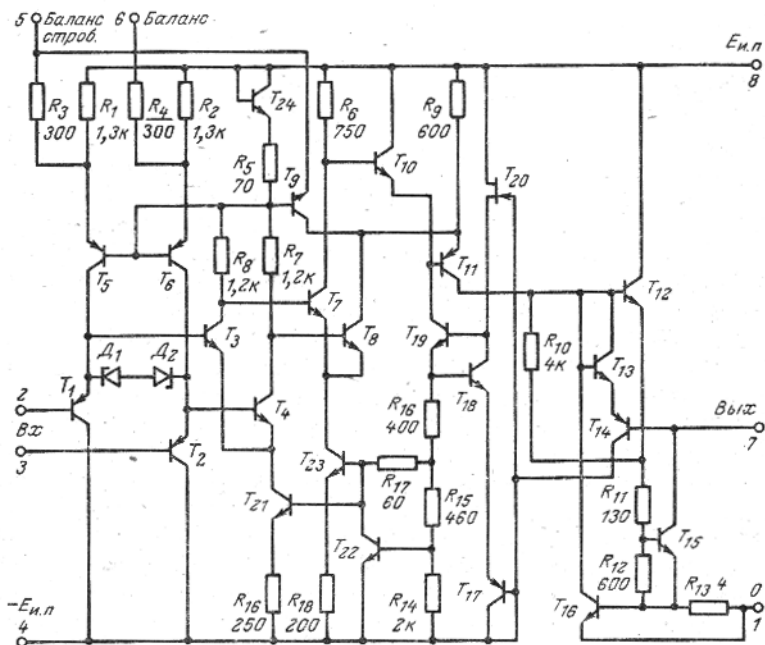 5 Баланс 6 Баланс
строб.
Eи.п
8
R3
300
R1
1,3к
R4
300
R2
1,3к
T24
R5
70
T9
R6
750
T10
R9
600
T20
T5
T6
R8
1,2к
R7
1,2к
T7
T8
T11
T12
T3
Д1
Д2
T19
R10
4к
T13
T1
2
Вх
3
T2
T4
T18
R16
400
T14
Вых
7
T23
R17
60
R15
460
R11
130
T15
T21
T22
R12
600
R16
250
R18
200
R14
2к
T17
T16
R13 4
0
1
-Eи.п
4